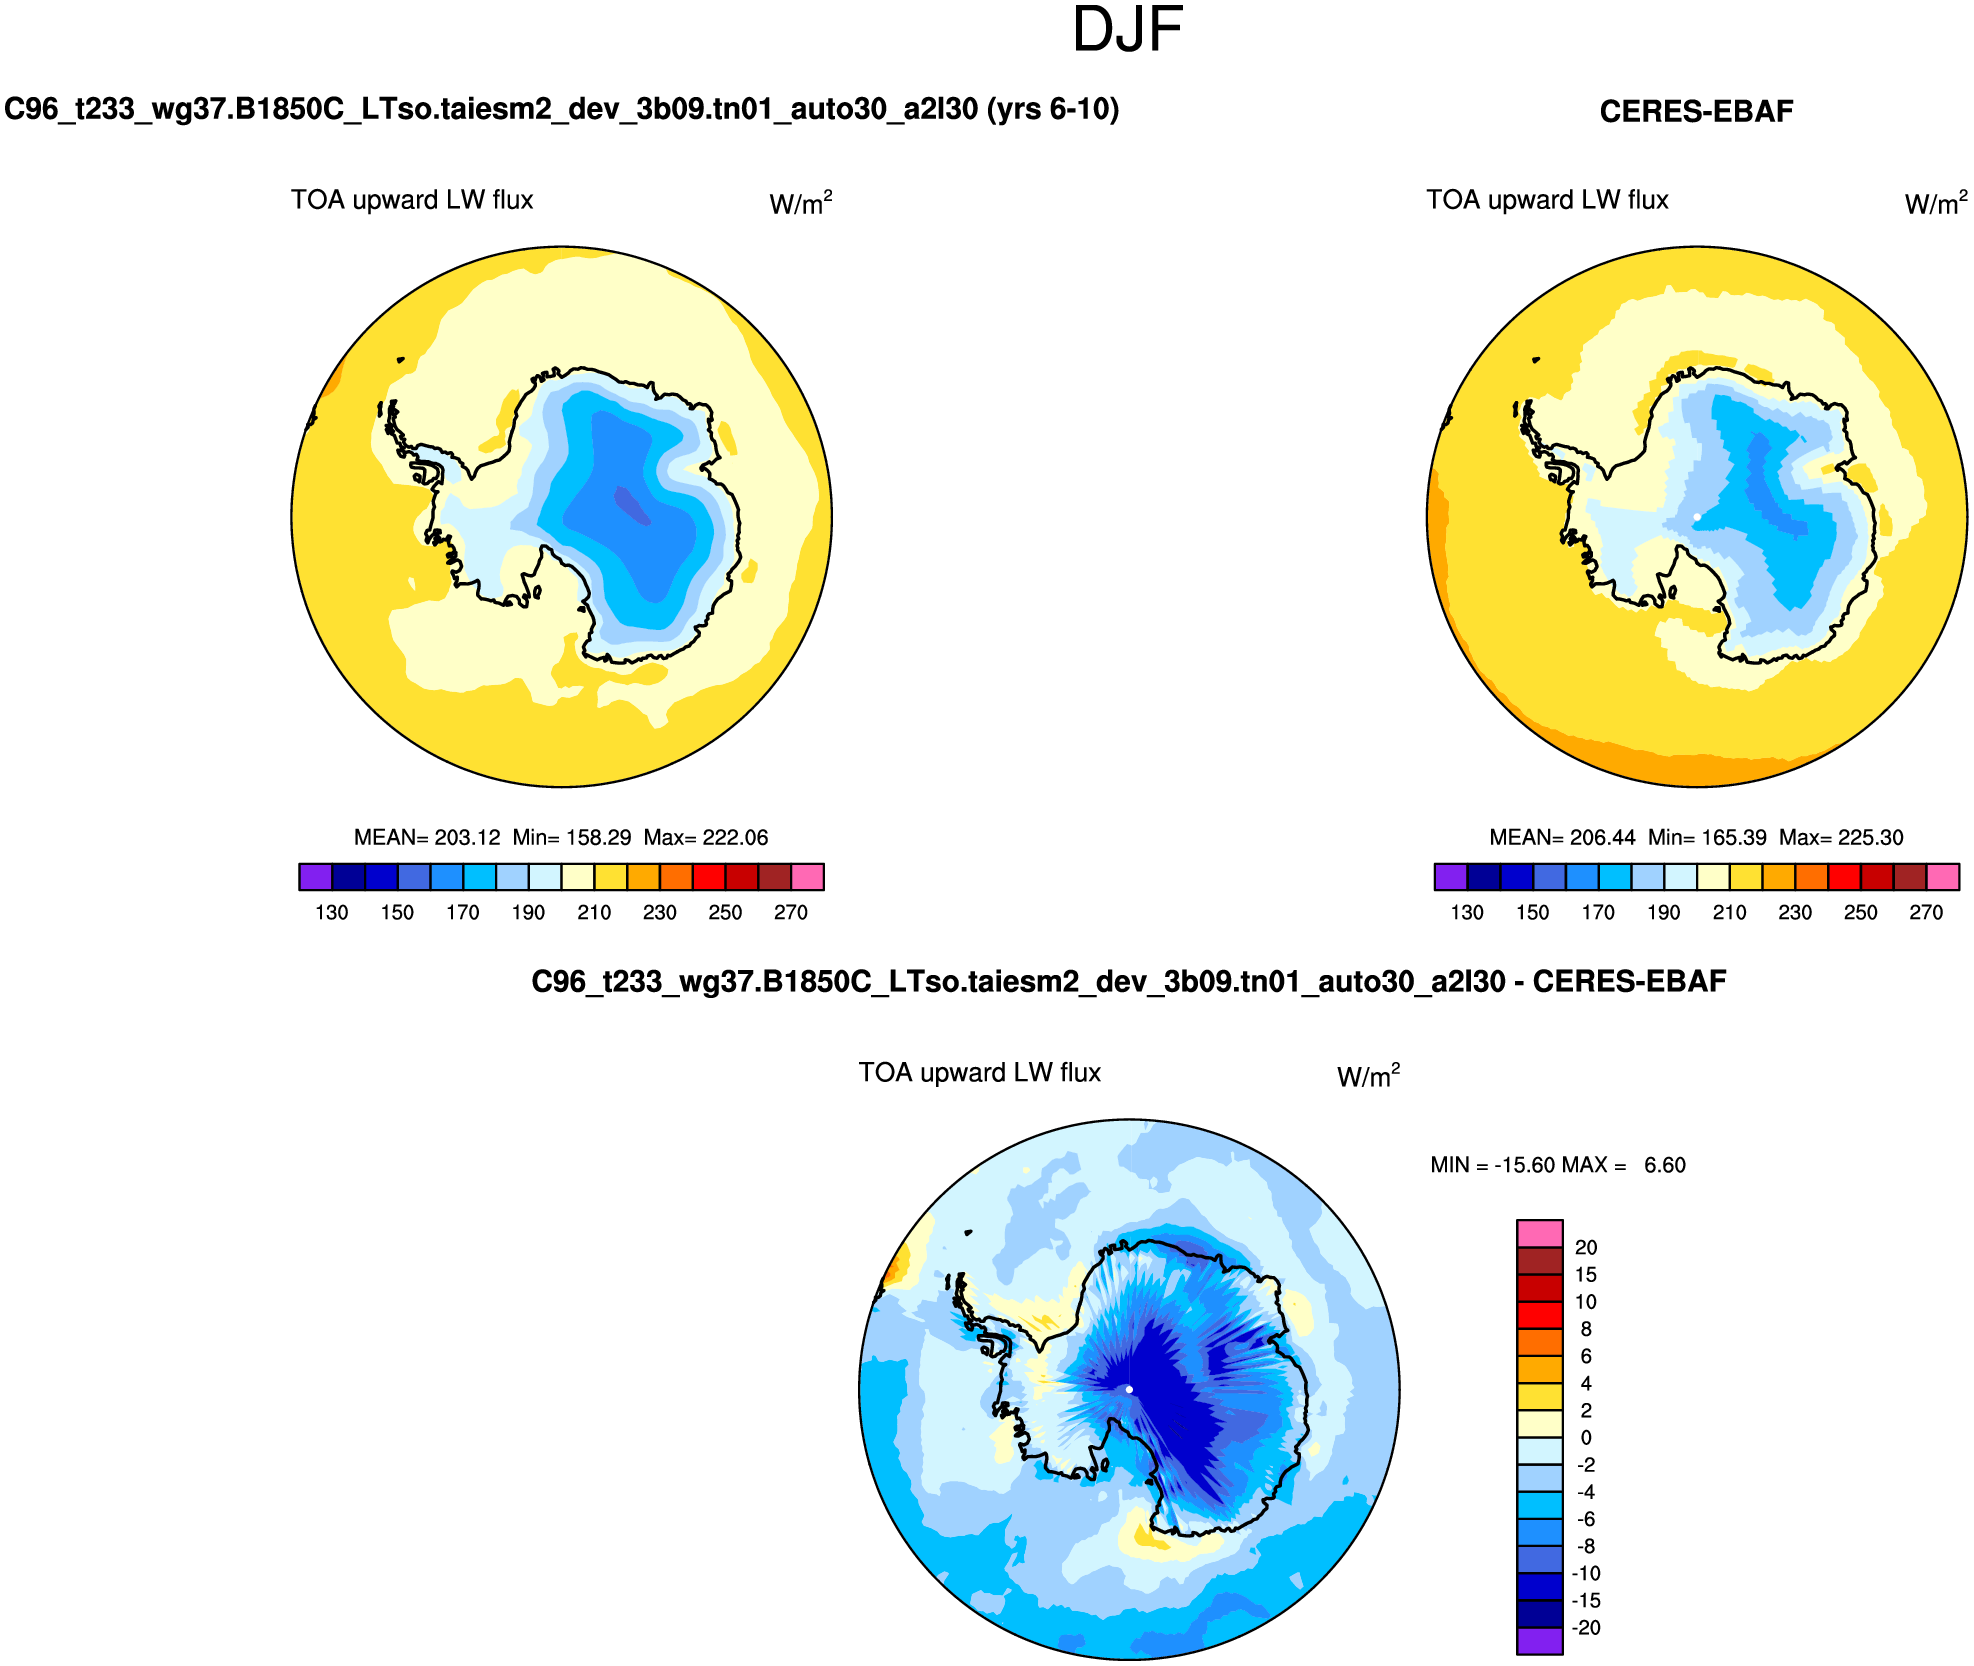 DJF
C96_t233_wg37.B1850C_LTso.taiesm2_dev_3b09.tn01_auto30_a2l30 (yrs 6-10)
CERES-EBAF
TOA upward LW flux W/m²
TOA upward LW flux W/m²
MEAN= 203.12 Min= 158.29 Max= 222.06
MEAN= 206.44 Min= 165.39 Max= 225.30
130 150 170 190 210 230 250 270
130 150 170 190 210 230 250 270
C96_t233_wg37.B1850C_LTso.taiesm2_dev_3b09.tn01_auto30_a2l30 - CERES-EBAF
TOA upward LW flux W/m²
MIN = -15.60 MAX = 6.60
20
15
10
8
6
4
2
0
-2
-4
-6
-8
-10
-15
-20